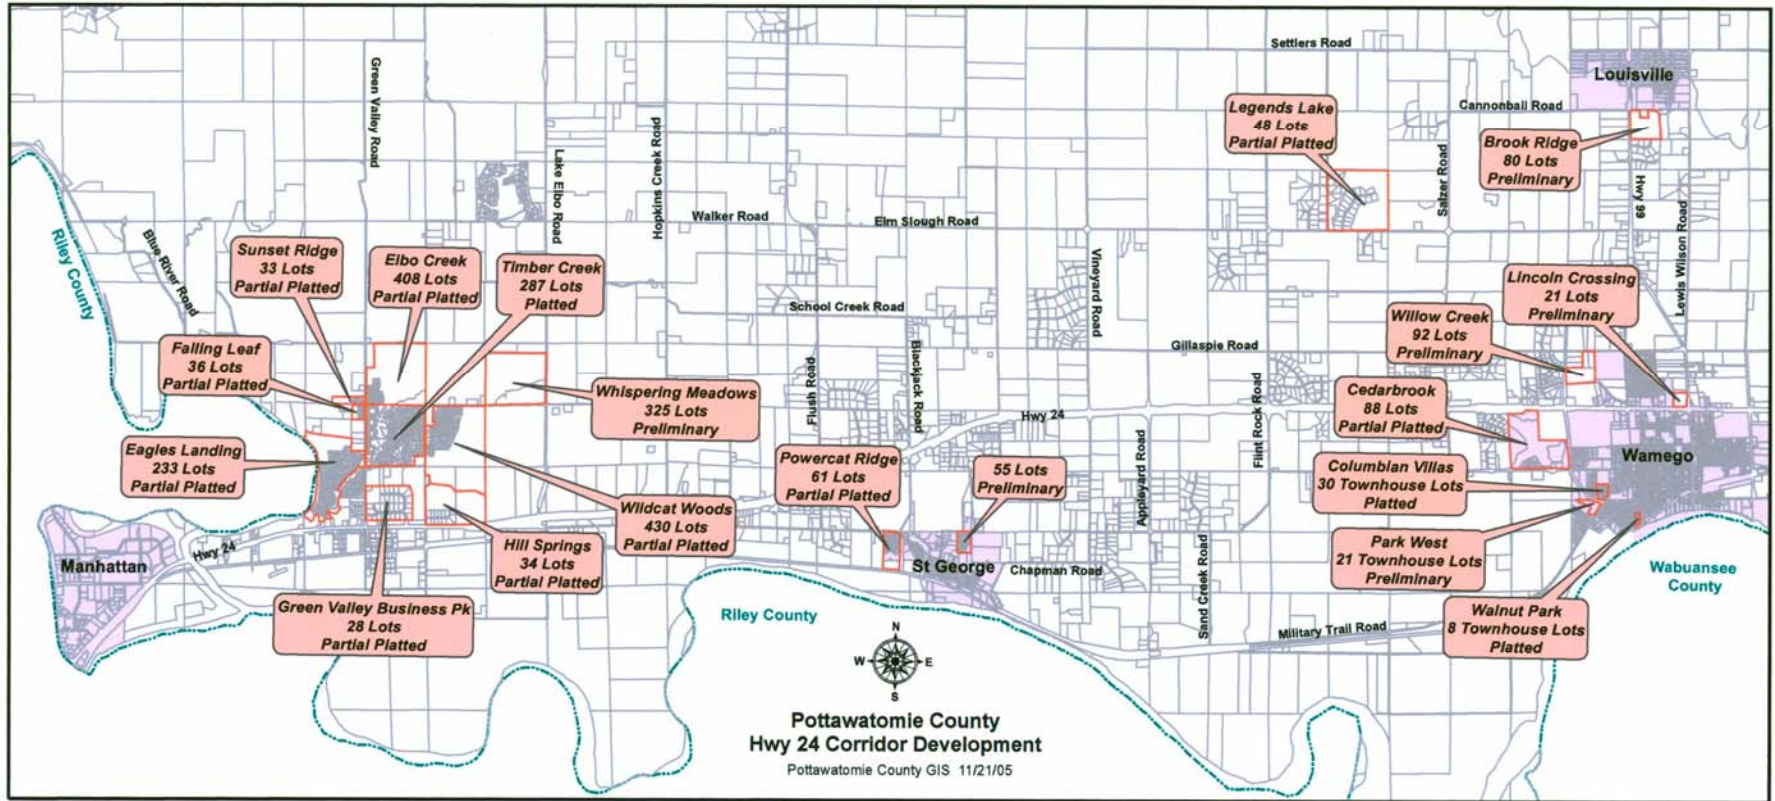 Settlers Road
Louisville
Cannonball Road
Legends Lake
48 Lots
Partial Platted
Brook Ridge
80 Lots
Preliminary
Green Valley Road
Lake Elbo Road
Hopkins Creek Road
Salzer Road
Hwy 99
Lewis Wilson Road
Walker Road
Elm Slough Road
Riley County
Blue River Road
Sunset Ridge
33 Lots
Partial Platted
Elbo Creek
408 Lots
Partial Platted
Timber Creek
287 Lots
Platted
Vineyard Road
School Creek Road
Lincoln Crossing
21 Lots
Preliminary
Willow Creek
92 Lots
Preliminary
Gillaspie Road
Falling Leaf
36 Lots
Partial Platted
Flush Road
Blackjack Road
Flint Rock Road
Whispering Meadows
325 Lots
Preliminary
Hwy 24
Cedarbrook
88 Lots
Partial Platted
Eagles Landing
233 Lots
Partial Platted
Powercat Ridge
61 Lots
Partial Platted
55 Lots
Preliminary
Appleyard Road
Wamego
Columbian Villas
30 Townhouse Lots
Platted
Wildcat Woods
430 Lots
Partial Platted
Hill Springs
34 Lots
Partial Platted
Hwy 24
Manhattan
St George
Chapman Road
Sand Creek Road
Park West
21 Townhouse Lots
Preliminary
Wabuansee
County
Green Valley Business Pk
28 Lots
Partial Platted
Riley County
Walnut Park
8 Townhouse Lots
Platted
Military Trail Road
N
W
E
S
Pottawatomie County
Hwy 24 Corridor Development
Pottawatomie County GIS 11/21/05